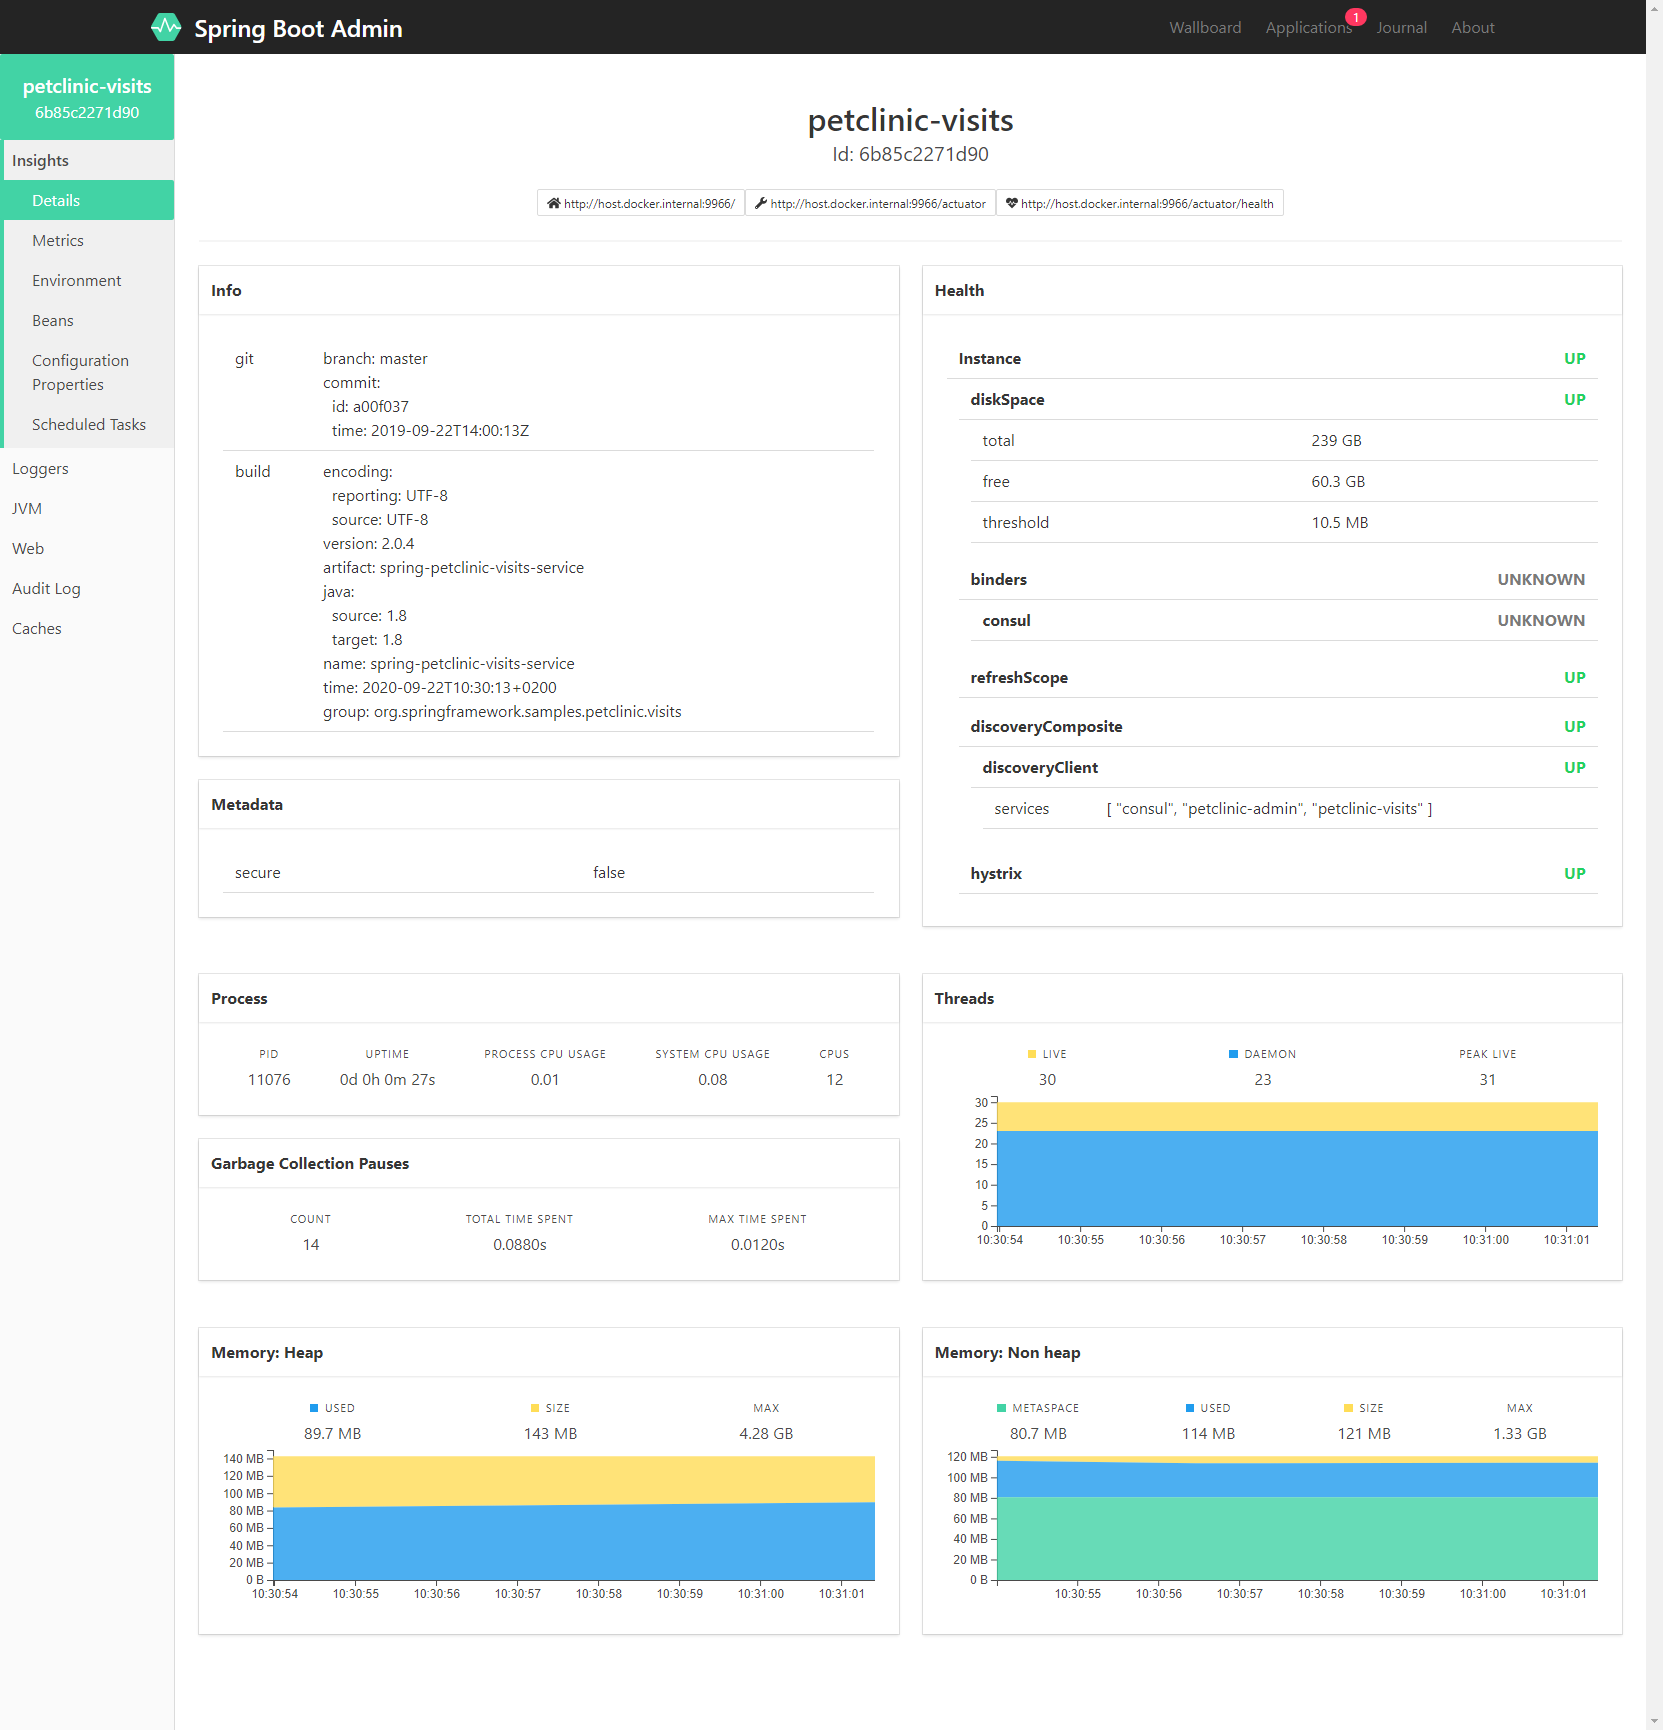 Spring Boot Admin
Wallboard Applications 1 Journal About
petclinic-visits
6b85c2271d90
Insights
Details
Metrics
Environment
Beans
Configuration
Properties
Scheduled Tasks
Loggers
JVM
Web
Audit Log
Caches
petclinic-visits
Id: 6b85c2271d90
http://host.docker.internal:9966/ http://host.docker.internal:9966/actuator http://host.docker.internal:9966/actuator/health
Info
git branch: master
commit:
id: a00f037
time: 2019-09-22T14:00:13Z
build encoding:
reporting: UTF-8
source: UTF-8
version: 2.0.4
artifact: spring-petclinic-visits-service
java:
source: 1.8
target: 1.8
name: spring-petclinic-visits-service
time: 2020-09-22T10:30:13+0200
group: org.springframework.samples.petclinic.visits
Metadata
secure false
Health
Instance UP
diskSpace UP
total 239 GB
free 60.3 GB
threshold 10.5 MB
binders UNKNOWN
consul UNKNOWN
refreshScope UP
discoveryComposite UP
discoveryClient UP
services [ "consul", "petclinic-admin", "petclinic-visits" ]
hystrix UP
Process
PID UPTIME PROCESS CPU USAGE SYSTEM CPU USAGE CPUS
11076 0d 0h 0m 27s 0.01 0.08 12
Garbage Collection Pauses
COUNT TOTAL TIME SPENT MAX TIME SPENT
14 0.0880s 0.0120s
Threads
LIVE DAEMON PEAK LIVE
30 23 31
30
25
20
15
10
5
0
10:30:54 10:30:55 10:30:56 10:30:57 10:30:58 10:30:59 10:31:00 10:31:01
Memory: Heap
USED SIZE MAX
89.7 MB 143 MB 4.28 GB
140 MB
120 MB
100 MB
80 MB
60 MB
40 MB
20 MB
0 B
10:30:54 10:30:55 10:30:56 10:30:57 10:30:58 10:30:59 10:31:00 10:31:01
Memory: Non heap
METASPACE USED SIZE MAX
80.7 MB 114 MB 121 MB 1.33 GB
120 MB
100 MB
80 MB
60 MB
40 MB
20 MB
0 B
10:30:55 10:30:56 10:30:57 10:30:58 10:30:59 10:31:00 10:31:01